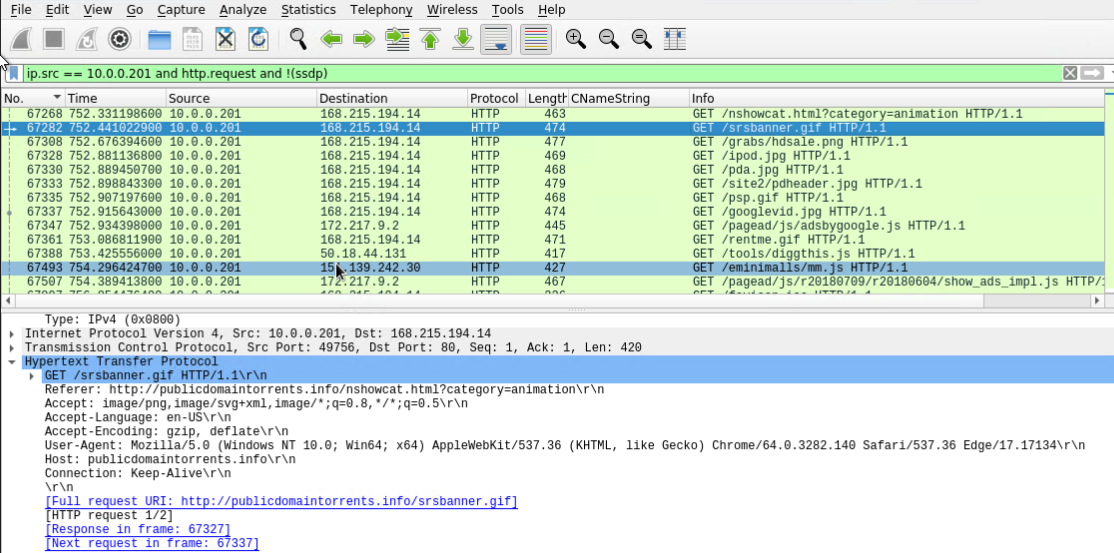 File Edit View Go Capture Analyze Statistics Telephony Wireless Tools Help
ip.src == 10.0.0.201 and http.request and !(ssdp)
No. Time Source Destination Protocol Length CNameString Info
67268 752.331198600 10.0.0.201 168.215.194.14 HTTP 463 GET /nshowcat.html?category=animation HTTP/1.1
67282 752.441022900 10.0.0.201 168.215.194.14 HTTP 474 GET /srsbanner.gif HTTP/1.1
67308 752.676394600 10.0.0.201 168.215.194.14 HTTP 477 GET /grabs/hdsale.png HTTP/1.1
67328 752.881136800 10.0.0.201 168.215.194.14 HTTP 469 GET /ipod.jpg HTTP/1.1
67330 752.889450700 10.0.0.201 168.215.194.14 HTTP 468 GET /pda.jpg HTTP/1.1
67333 752.898843300 10.0.0.201 168.215.194.14 HTTP 479 GET /site2/pdheader.jpg HTTP/1.1
67335 752.907197600 10.0.0.201 168.215.194.14 HTTP 468 GET /psp.gif HTTP/1.1
67337 752.915643000 10.0.0.201 168.215.194.14 HTTP 474 GET /googlevid.jpg HTTP/1.1
67347 752.934398000 10.0.0.201 172.217.9.2 HTTP 445 GET /pagead/js/adsbygoogle.js HTTP/1.1
67361 753.086811900 10.0.0.201 168.215.194.14 HTTP 471 GET /rentme.gif HTTP/1.1
67388 753.425556000 10.0.0.201 50.18.44.131 HTTP 417 GET /tools/diggthis.js HTTP/1.1
67493 754.296424700 10.0.0.201 HTTP 427 GET /eminimalls/mm.js HTTP/1.1
67507 754.389413800 10.0.0.201 172.217.9.2 HTTP 467 GET /pagead/js/r20180709/r20180604/show_ads_impl.js HTTP/1
Type: IPv4 (0x0800)
Internet Protocol Version 4, Src: 10.0.0.201, Dst: 168.215.194.14
Transmission Control Protocol, Src Port: 49756, Dst Port: 80, Seq: 1, Ack: 1, Len: 420
Hypertext Transfer Protocol
GET /srsbanner.gif HTTP/1.1\r\n
Referer: http://publicdomaintorrents.info/nshowcat.html?category=animation\r\n
Accept: image/png,image/svg+xml,image/*;q=0.8,*/*;q=0.5\r\n
Accept-Language: en-US\r\n
Accept-Encoding: gzip, deflate\r\n
User-Agent: Mozilla/5.0 (Windows NT 10.0; Win64; x64) AppleWebKit/537.36 (KHTML, like Gecko) Chrome/64.0.3282.140 Safari/537.36 Edge/17.17134\r\n
Host: publicdomaintorrents.info\r\n
Connection: Keep-Alive\r\n
\r\n
[Full request URI: http://publicdomaintorrents.info/srsbanner.gif]
[HTTP request 1/2]
[Response in frame: 67327]
[Next request in frame: 67337]